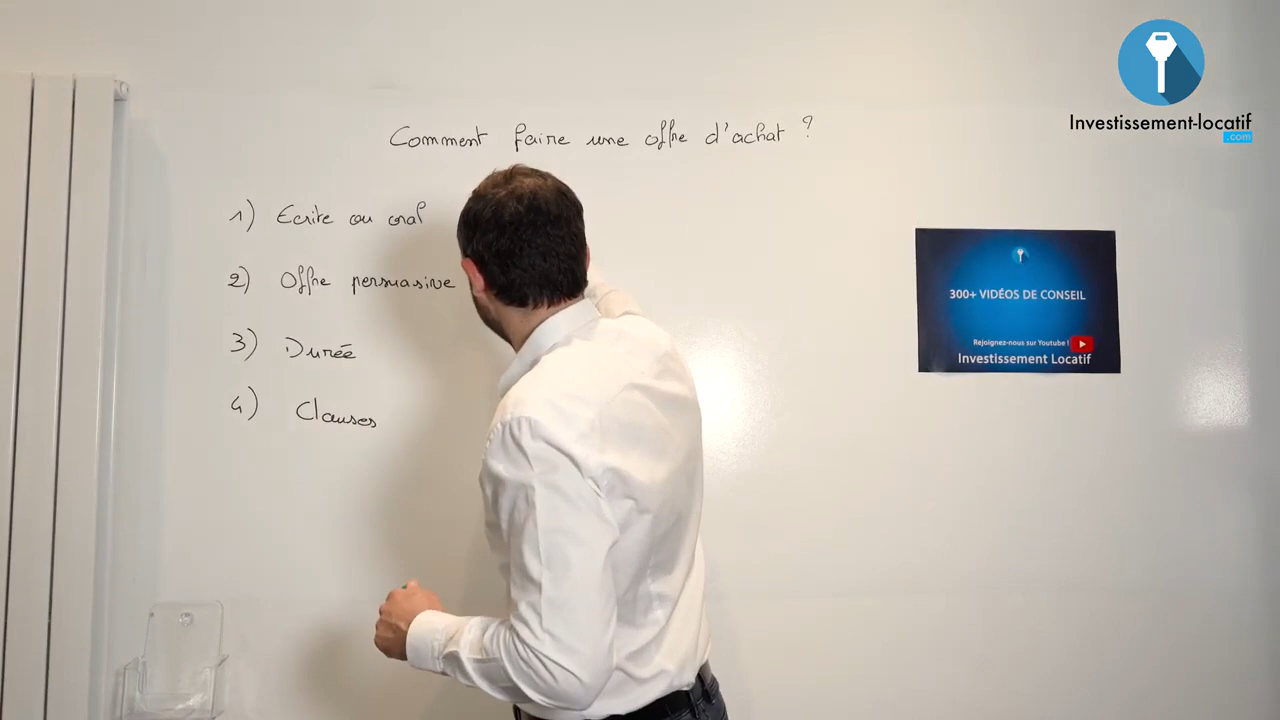 Investissement-locatif
.com
Comment faire une offre d'achat ?
1) Ecrite ou oral
2) Offre persuasive
3) Durée
4) Clauses
300+ VIDÉOS DE CONSEIL
Rejoignez-nous sur Youtube !
Investissement Locatif